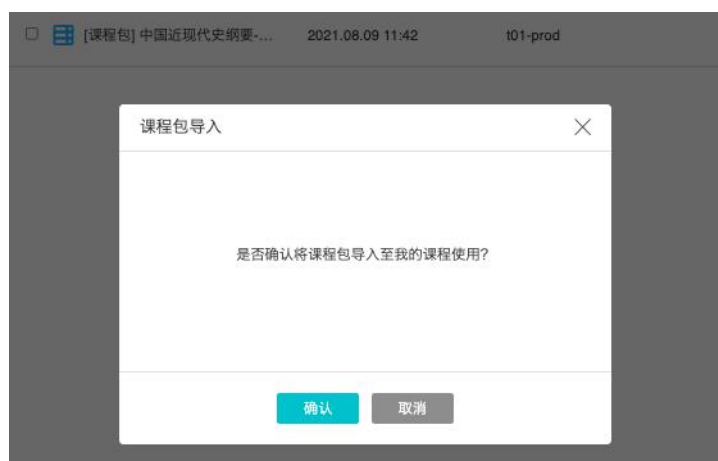 [课程包] 中国近现代史纲要-... 2021.08.09 11:42 t01-prod
课程包导入
是否确认将课程包导入至我的课程使用?
确认 取消